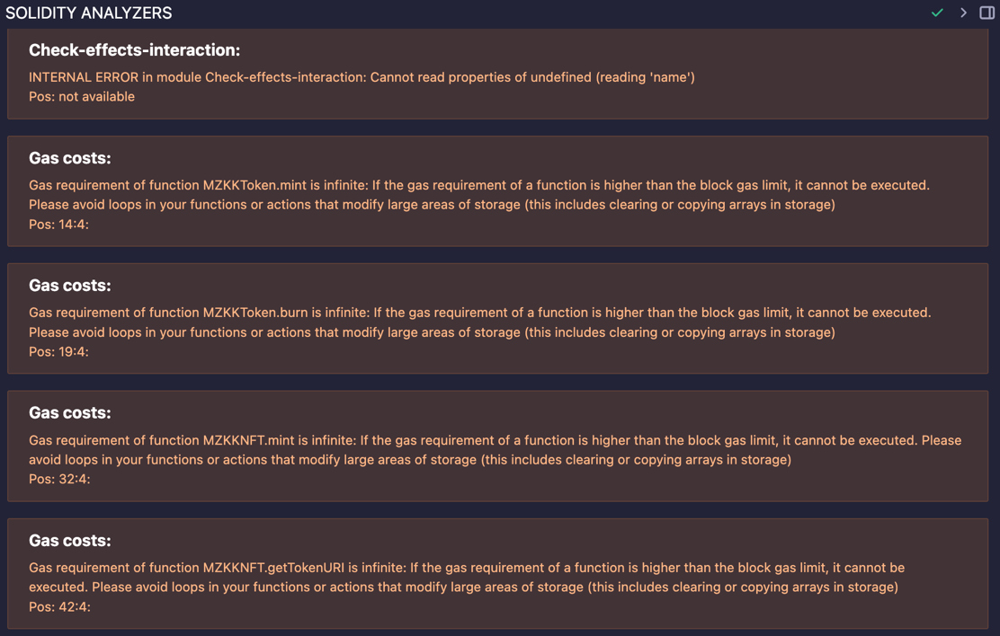 SOLIDITY ANALYZERS
Check-effects-interaction:
INTERNAL ERROR in module Check-effects-interaction: Cannot read properties of undefined (reading 'name')
Pos: not available
Gas costs:
Gas requirement of function MZKKToken.mint is infinite: If the gas requirement of a function is higher than the block gas limit, it cannot be executed.
Please avoid loops in your functions or actions that modify large areas of storage (this includes clearing or copying arrays in storage)
Pos: 14:4:
Gas costs:
Gas requirement of function MZKKToken.burn is infinite: If the gas requirement of a function is higher than the block gas limit, it cannot be executed.
Please avoid loops in your functions or actions that modify large areas of storage (this includes clearing or copying arrays in storage)
Pos: 19:4:
Gas costs:
Gas requirement of function MZKKNFT.mint is infinite: If the gas requirement of a function is higher than the block gas limit, it cannot be executed. Please
avoid loops in your functions or actions that modify large areas of storage (this includes clearing or copying arrays in storage)
Pos: 32:4:
Gas costs:
Gas requirement of function MZKKNFT.getTokenURI is infinite: If the gas requirement of a function is higher than the block gas limit, it cannot be
executed. Please avoid loops in your functions or actions that modify large areas of storage (this includes clearing or copying arrays in storage)
Pos: 42:4: